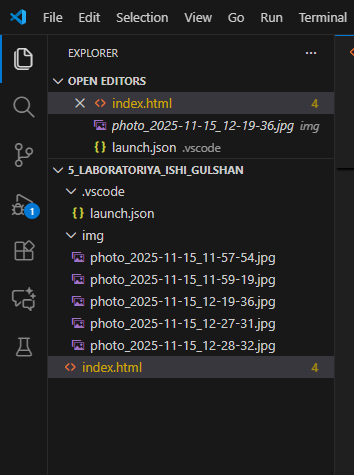 File Edit Selection View Go Run Terminal
EXPLORER ...
OPEN EDITORS
index.html 4
photo_2025-11-15_12-19-36.jpg img
{} launch.json .vscode
5_LABORATORIYA_ISHI_GULSHAN
.vscode
{} launch.json
img
photo_2025-11-15_11-57-54.jpg
photo_2025-11-15_11-59-19.jpg
photo_2025-11-15_12-19-36.jpg
1
photo_2025-11-15_12-27-31.jpg
photo_2025-11-15_12-28-32.jpg
index.html 4